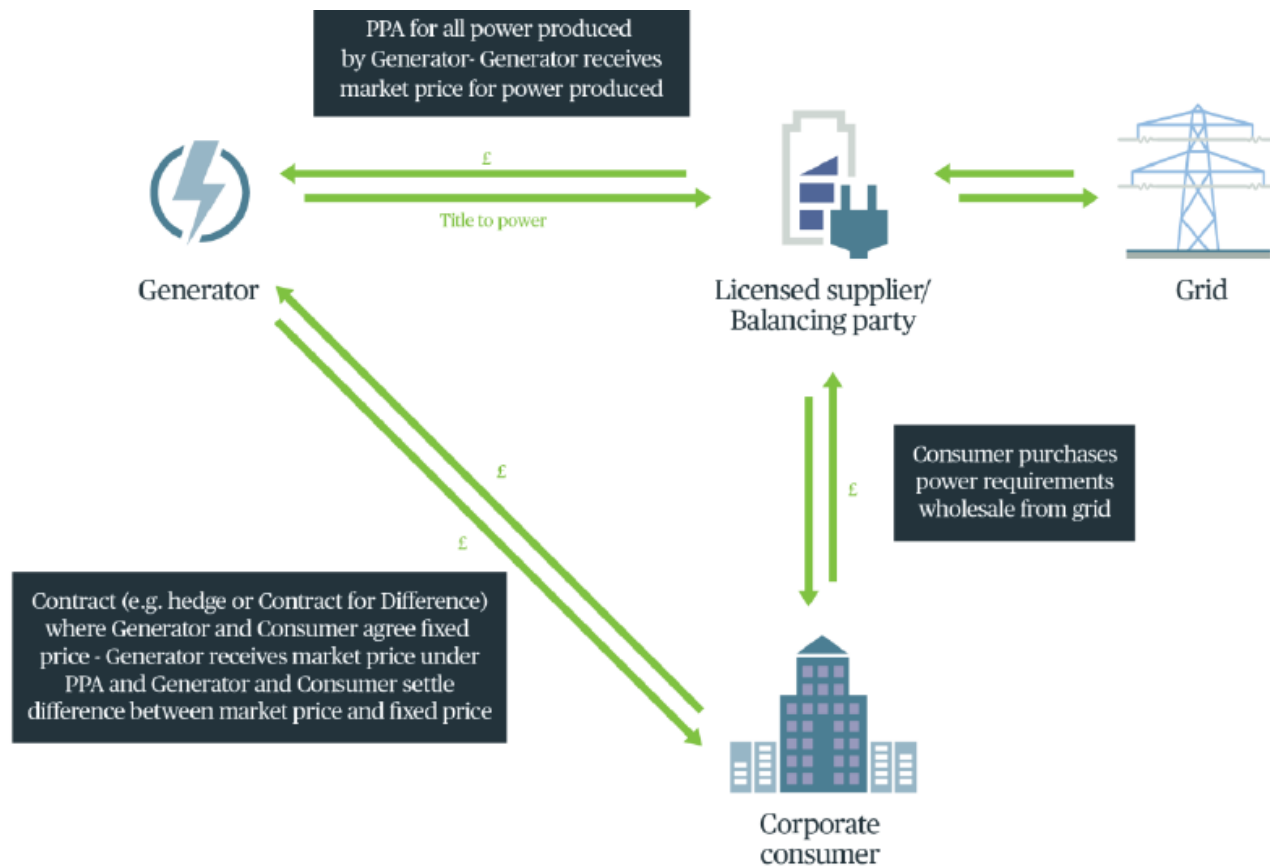 PPA for all power produced
by Generator- Generator receives
market price for power produced
£
Title to power
Generator
Licensed supplier/
Balancing party
Grid
£
£
£
Consumer purchases
power requirements
wholesale from grid
Contract (e.g. hedge or Contract for Difference)
where Generator and Consumer agree fixed
price - Generator receives market price under
PPA and Generator and Consumer settle
difference between market price and fixed price
Corporate
consumer